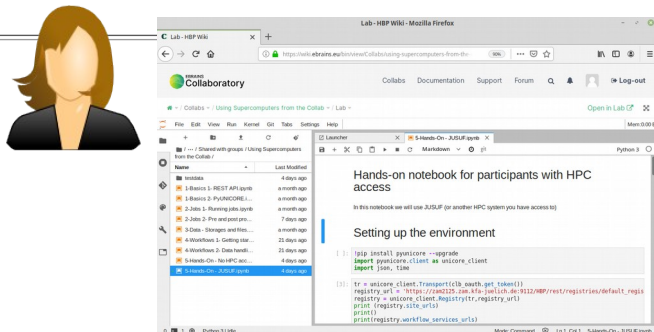 Lab - HBP Wiki - Mozilla Firefox
Lab - HBP Wiki
https://wiki.ebrains.eu/bin/view/Collabs/using-supercomputers-from-the
90%
EBRAINS
Collaboratory
Collabs Documentation Support Forum Log-out
/ Collabs / Using Supercomputers from the Collab / Lab
Open in Lab
File Edit View Run Kernel Git Tabs Settings Help
Mem:
/ ··· / Shared with groups / Using Supercomputers
from the Collab /
Name Last Modified
testdata 4 days ago
1-Basics 1- REST API.ipynb a month ago
2-Basics 2- PyUNICORE.i... a month ago
2-Jobs 1- Running jobs.ipynb a month ago
2-Jobs 2- Pre and post pro... 7 days ago
3-Data - Storages and files.... a month ago
4-Workflows 1- Getting star... 21 days ago
4-Workflows 2- Data handli... 21 days ago
5-Hands-On - No HPC acc... 4 days ago
5-Hands-On - JUSUF.ipynb 4 days ago
Launcher
5-Hands-On - JUSUF.ipynb
Markdown
git
Python 3
Hands-on notebook for participants with HPC
access
In this notebook we will use JUSUF (or another HPC system you have access to)
Setting up the environment
[ ]: !pip install pyunicore --upgrade
import pyunicore.client as unicore_client
import json, time
[3]: tr = unicore_client.Transport(clb_oauth.get_token())
registry_url = 'https://zam2125.zam.kfa-juelich.de:9112/HBP/rest/registries/default_regis
registry = unicore_client.Registry(tr,registry_url)
print (registry.site_urls)
print()
print(registry.workflow_services_urls)
0 1 Python 3 | Idle
Mode: Command Ln 1, Col 1 5-Hands-On - JUSUF.ipynb